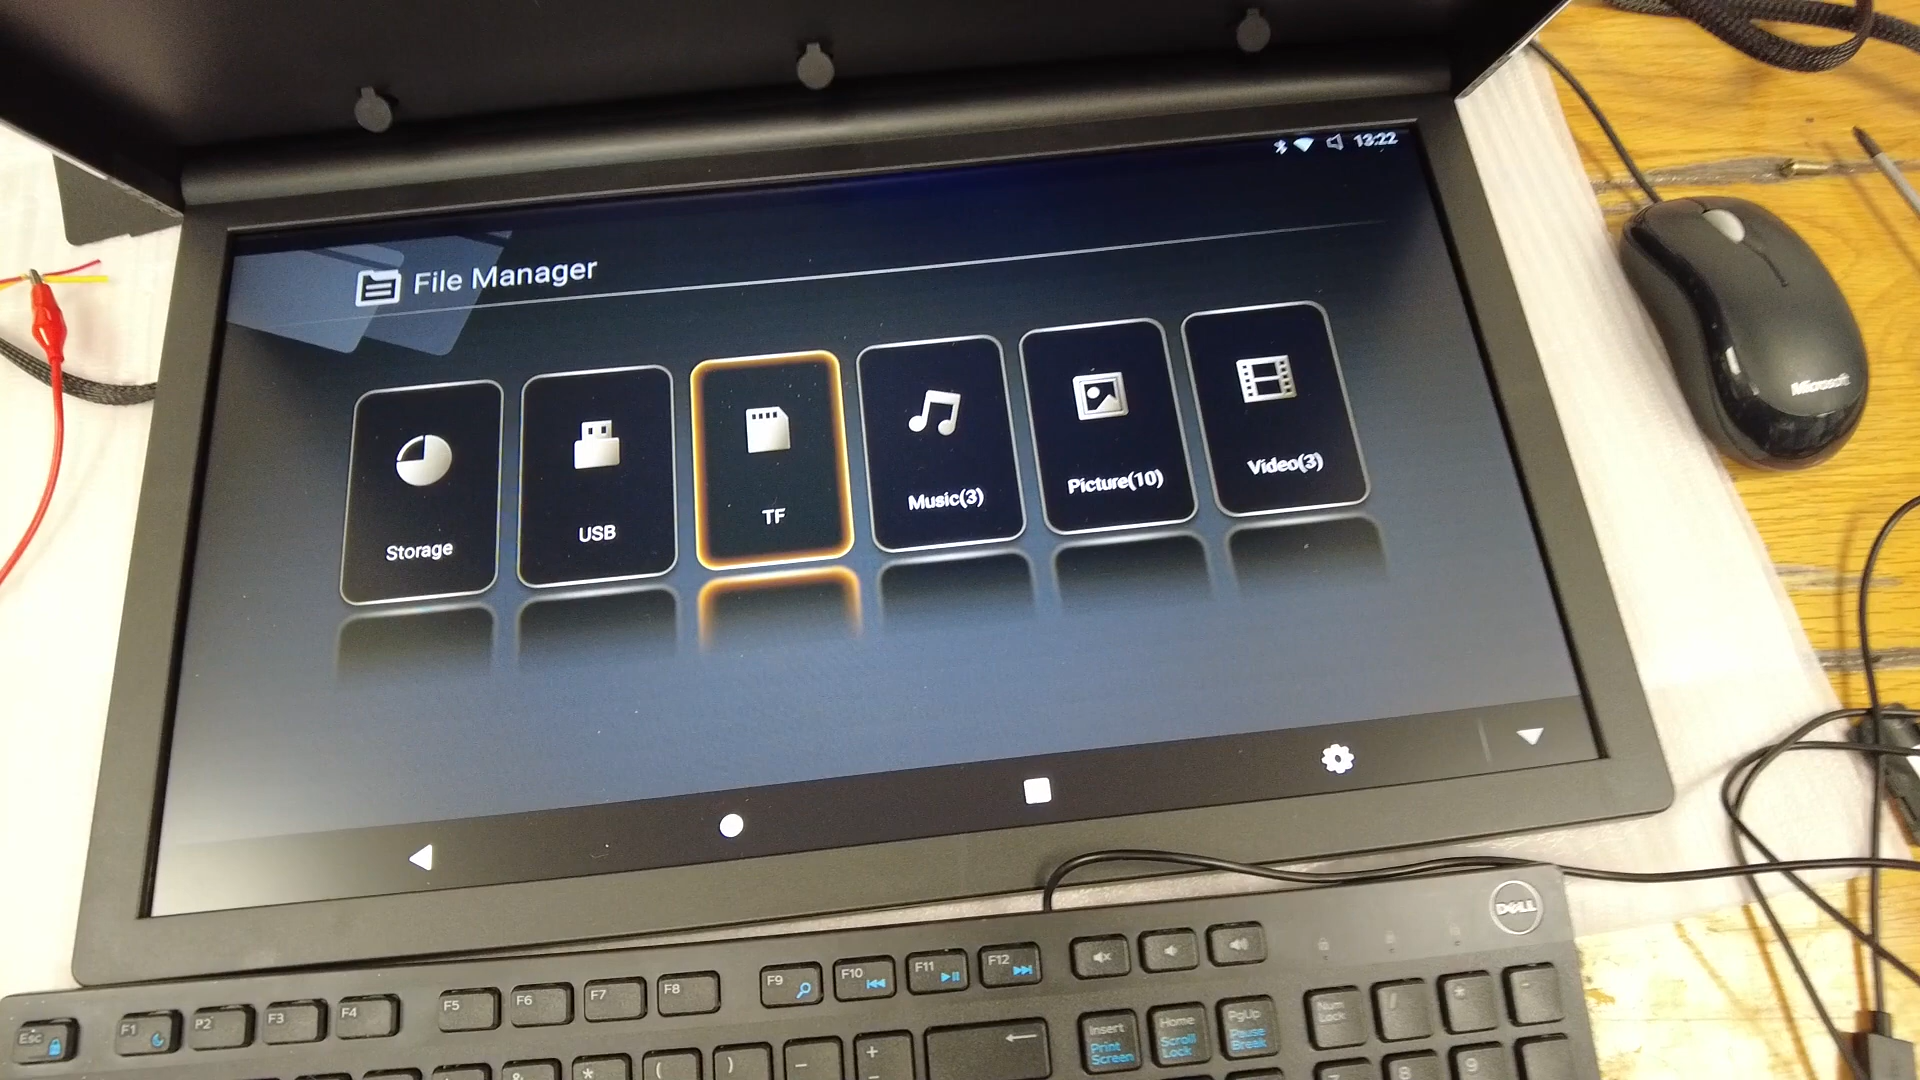 13:22
File Manager
Storage
USB
TF
Music(3)
Picture(10)
Video(3)
Microsoft
DELL
Esc
F1
F2
F3
F4
F5
F6
F7
F8
F9
F10
F11
F12
Insert
Print
Screen
Home
Scroll
Lock
PgUp
Pause
Break
Num
Lock
/
*
-
&
*
(
)
_
+
8
9